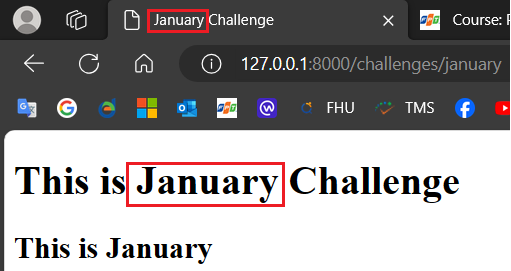 January Challenge
Course: F
127.0.0.1:8000/challenges/january
FPT
FHU
TMS
This is January Challenge
This is January